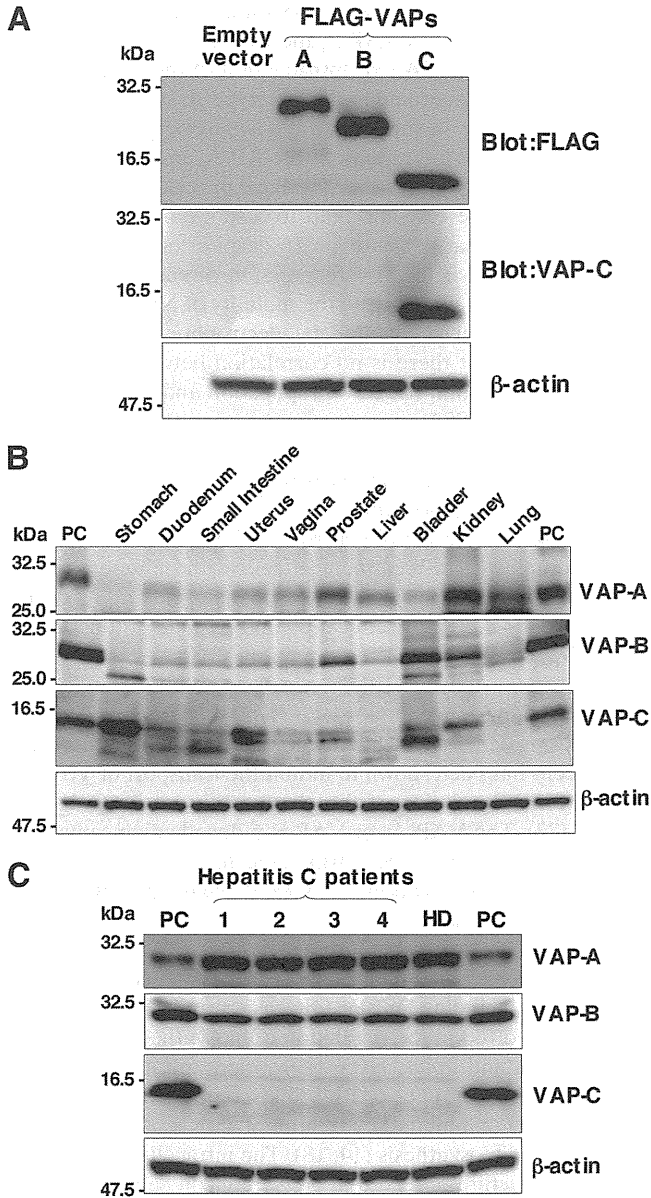 A
FLAG-VAPs
Empty vector
A B C
kDa
32.5
16.5
Blot:FLAG
32.5
16.5
Blot:VAP-C
47.5
β-actin
B
kDa PC Stomach Duodenum Small Intestine Uterus Vagina Prostate Liver Bladder Kidney Lung PC
32.5
25.0
VAP-A
32.5
25.0
VAP-B
16.5
VAP-C
47.5
β-actin
C
Hepatitis C patients
kDa PC 1 2 3 4 HD PC
32.5
VAP-A
32.5
VAP-B
16.5
VAP-C
47.5
β-actin